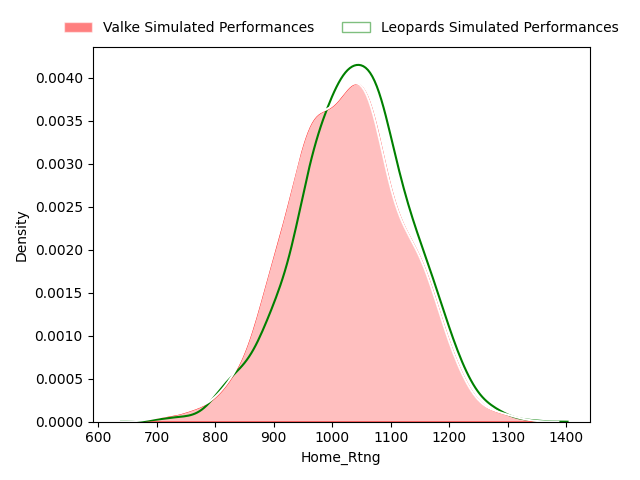 Valke Simulated Performances
Leopards Simulated Performances
0.0040
0.0035
0.0030
0.0025
0.0020
0.0015
0.0010
0.0005
0.0000
Density
600 700 800 900 1000 1100 1200 1300 1400
Home_Rtng